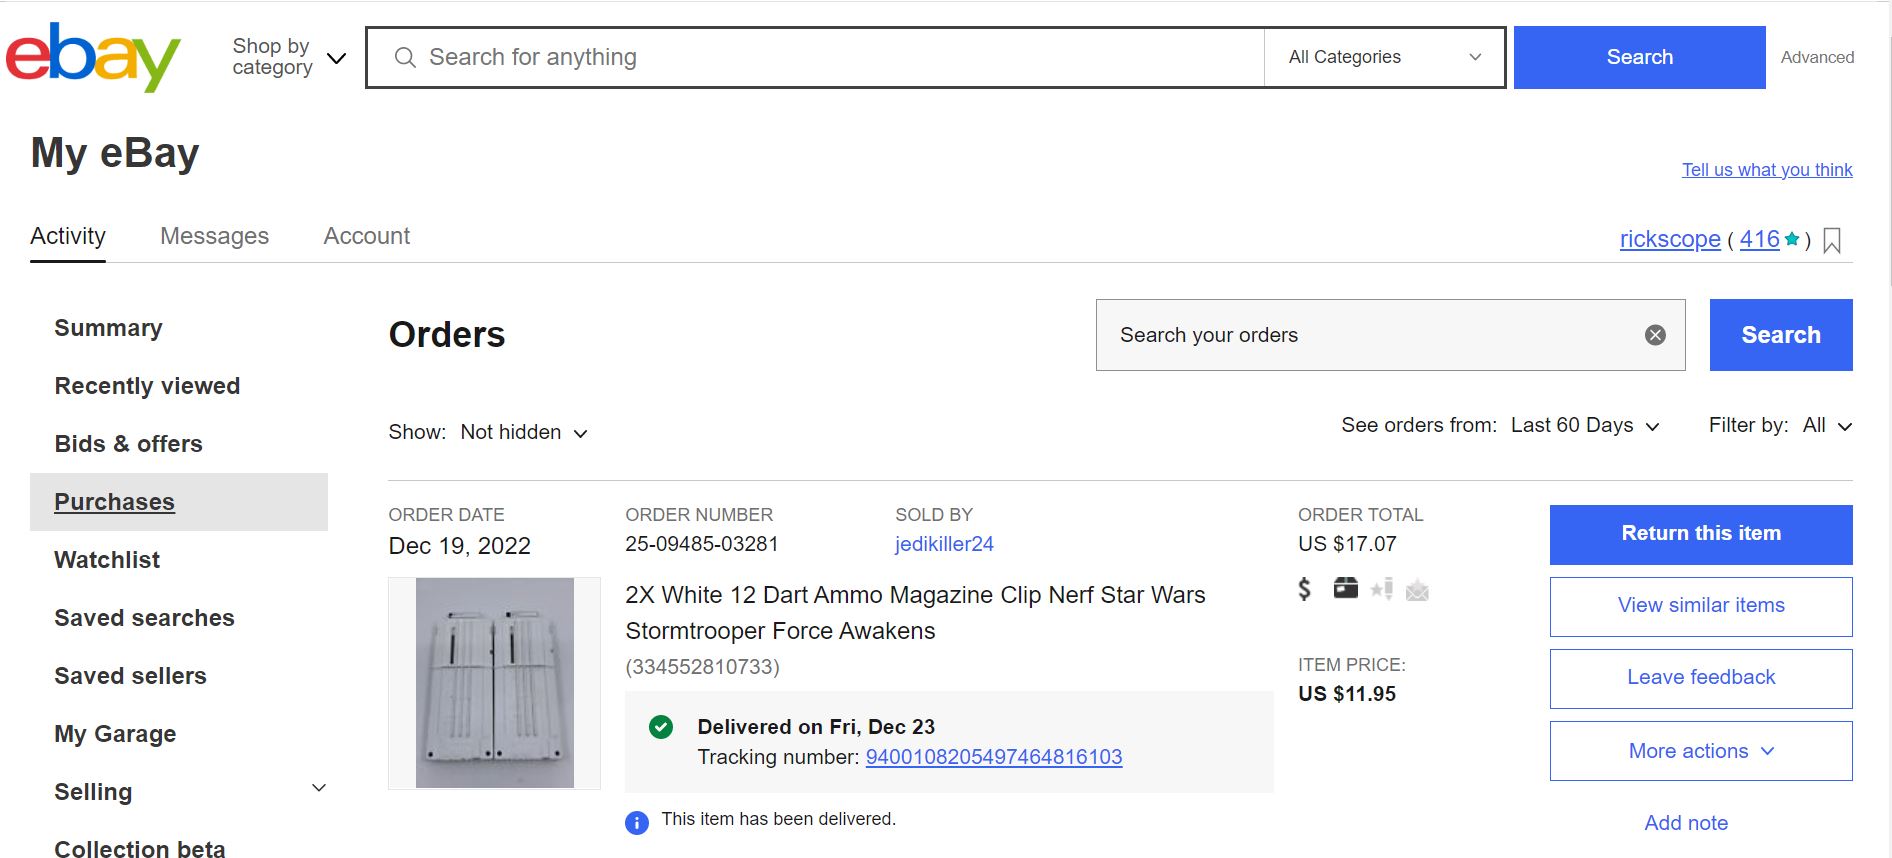 ebay
Shop by
category
Search for anything
All Categories
Search
Advanced
My eBay
Tell us what you think
Activity
Messages
Account
rickscope ( 416 )
Summary
Recently viewed
Bids & offers
Purchases
Watchlist
Saved searches
Saved sellers
My Garage
Selling
Collection beta
Orders
Search your orders
Search
Show: Not hidden
See orders from: Last 60 Days
Filter by: All
ORDER DATE
Dec 19, 2022
ORDER NUMBER
25-09485-03281
SOLD BY
jedikiller24
ORDER TOTAL
US $17.07
2X White 12 Dart Ammo Magazine Clip Nerf Star Wars
Stormtrooper Force Awakens
(334552810733)
$
ITEM PRICE:
US $11.95
Delivered on Fri, Dec 23
Tracking number: 9400108205497464816103
This item has been delivered.
Return this item
View similar items
Leave feedback
More actions
Add note